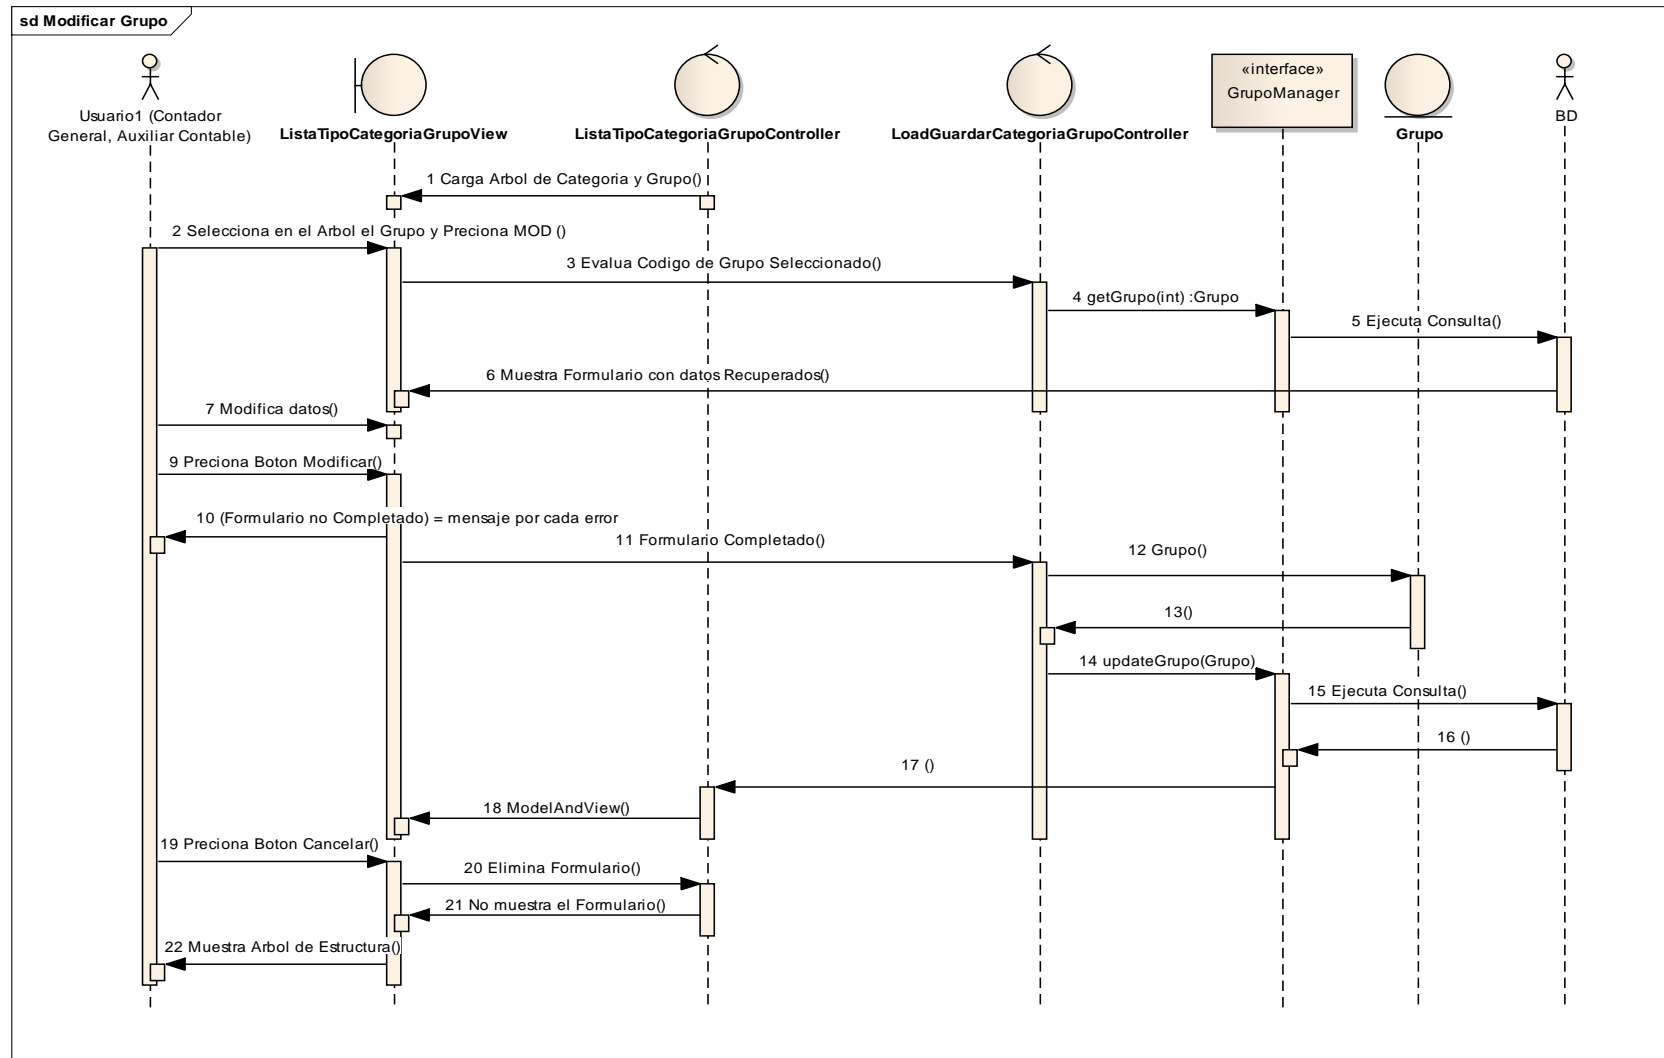 sd Modificar Grupo
Usuario1 (Contador
General, Auxiliar Contable)
ListaTipoCategoriaGrupoView
ListaTipoCategoriaGrupoController
LoadGuardarCategoriaGrupoController
«interface»
GrupoManager
Grupo
BD
1 Carga Arbol de Categoria y Grupo()
2 Selecciona en el Arbol el Grupo y Preciona MOD ()
3 Evalua Codigo de Grupo Seleccionado()
4 getGrupo(int) :Grupo
5 Ejecuta Consulta()
6 Muestra Formulario con datos Recuperados()
7 Modifica datos()
9 Preciona Boton Modificar()
10 (Formulario no Completado) = mensaje por cada error
11 Formulario Completado()
12 Grupo()
13()
14 updateGrupo(Grupo)
15 Ejecuta Consulta()
16 ()
17 ()
18 ModelAndView()
19 Preciona Boton Cancelar()
20 Elimina Formulario()
21 No muestra el Formulario()
22 Muestra Arbol de Estructura()